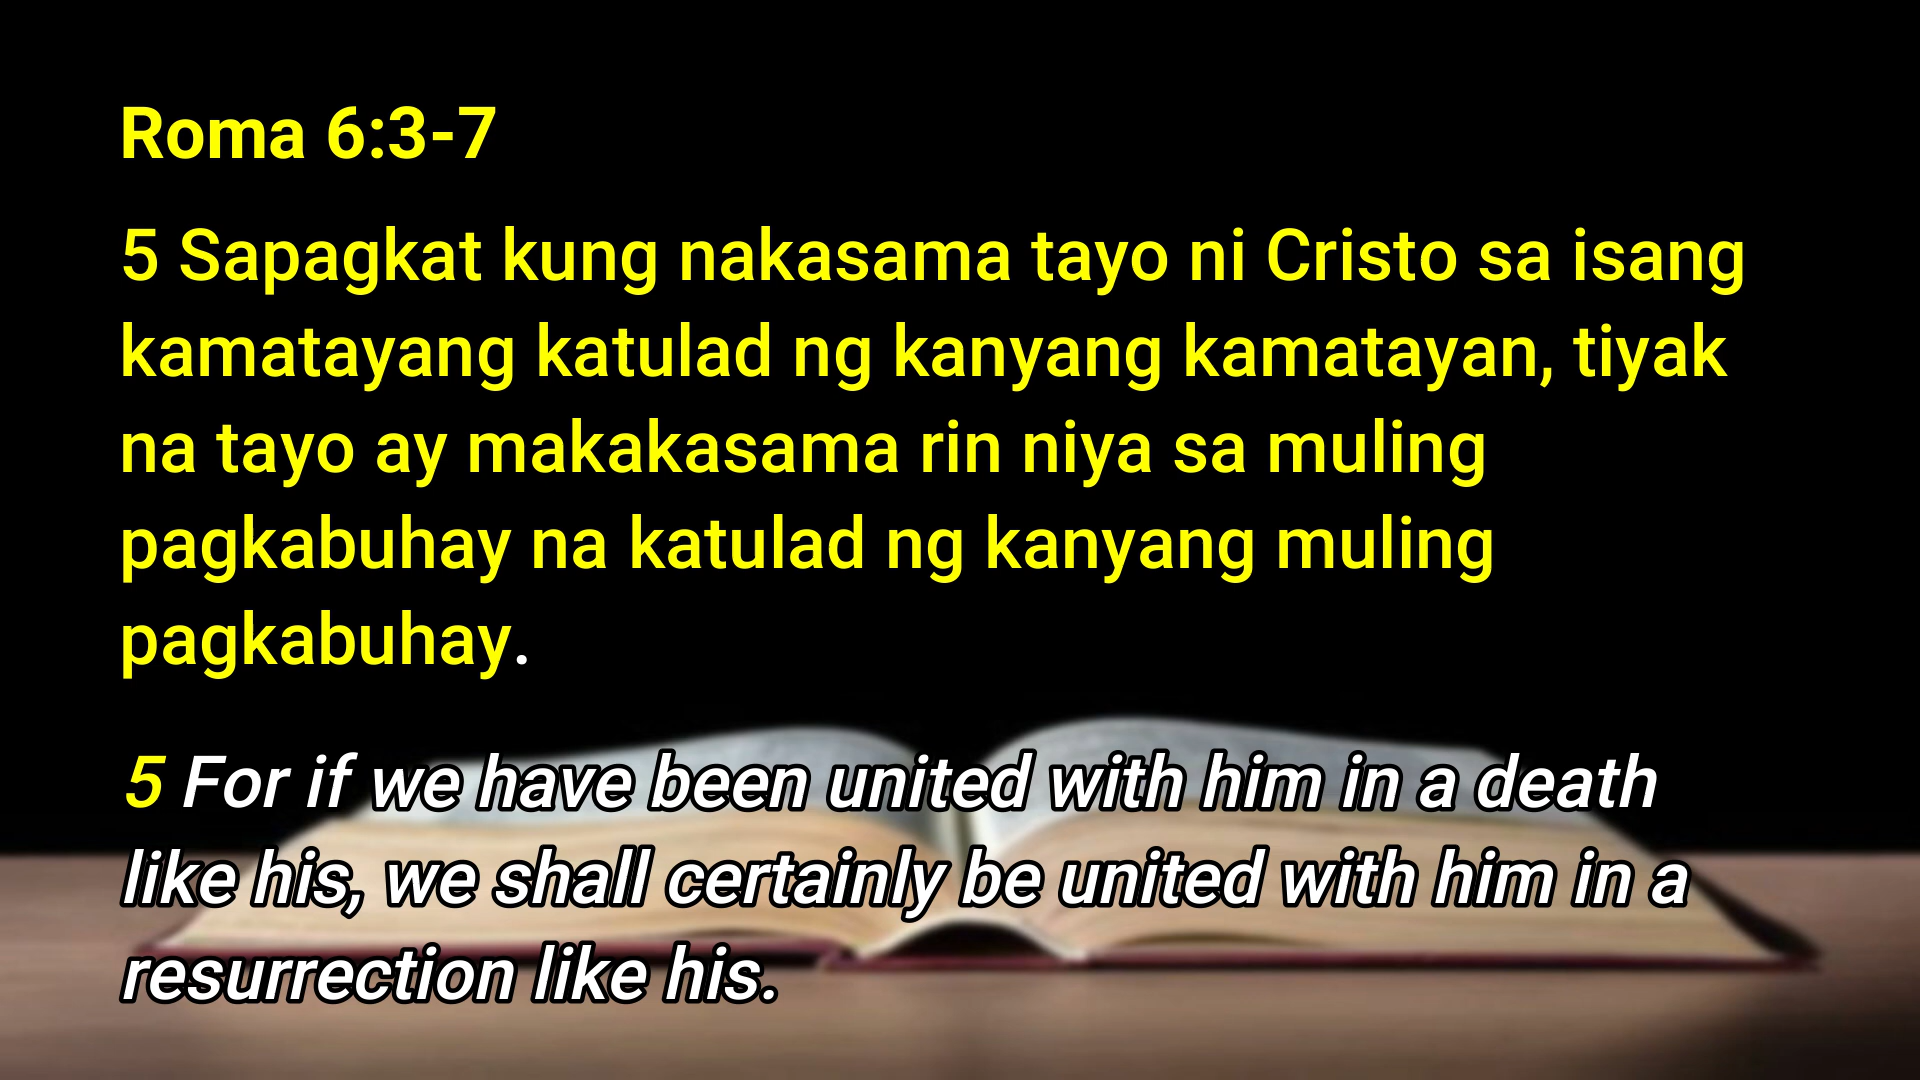 Roma 6:3-7
5 Sapagkat kung nakasama tayo ni Cristo sa isang
kamatayang katulad ng kanyang kamatayan, tiyak
na tayo ay makakasama rin niya sa muling
pagkabuhay na katulad ng kanyang muling
pagkabuhay.
5 For if we have been united with him in a death
like his, we shall certainly be united with him in a
resurrection like his.